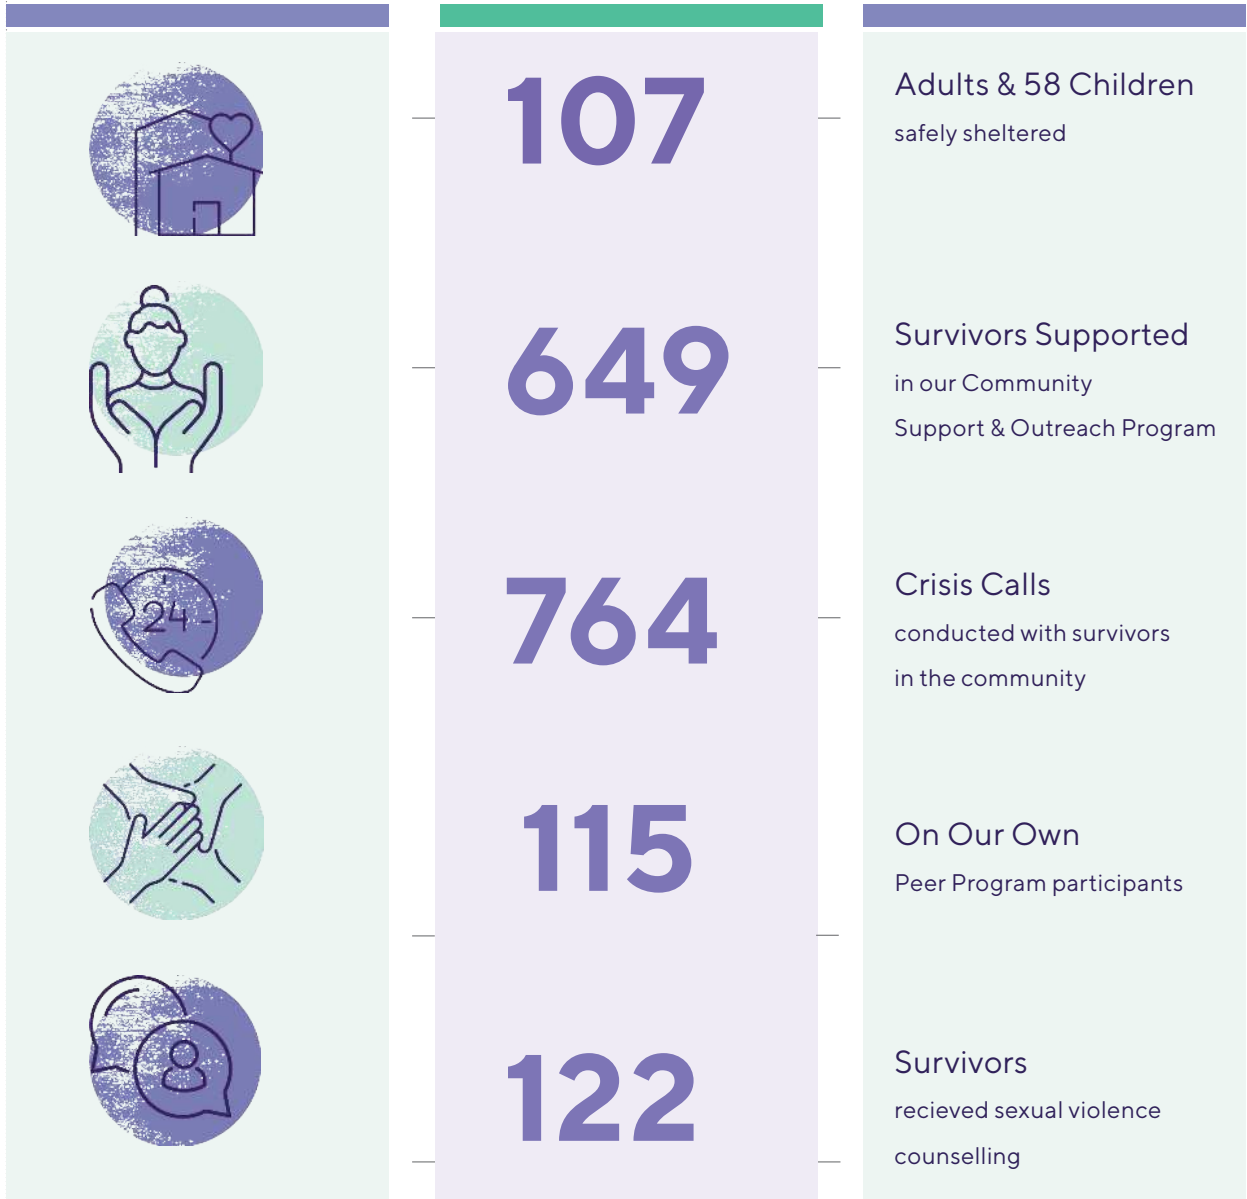 107
Adults & 58 Children
safely sheltered
649
Survivors Supported
in our Community
Support & Outreach Program
24
764
Crisis Calls
conducted with survivors
in the community
115
On Our Own
Peer Program participants
122
Survivors
recieved sexual violence
counselling